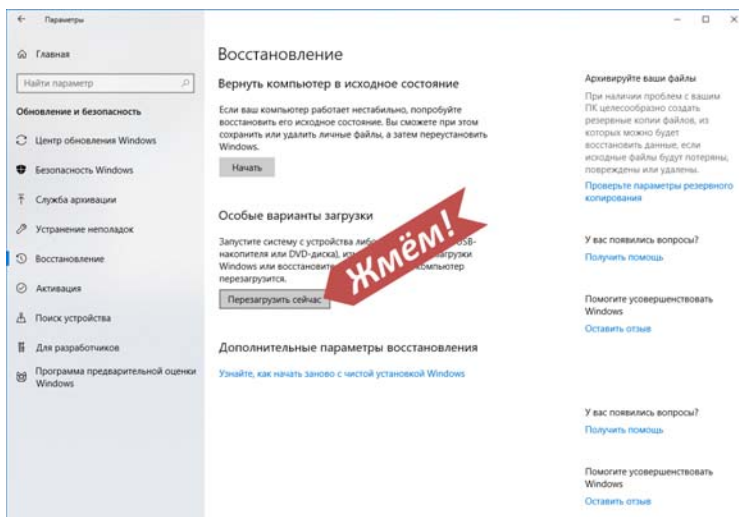 Параметры
Главная
Найти параметр
Обновление и безопасность
Центр обновления Windows
Безопасность Windows
Служба архивации
Устранение неполадок
Восстановление
Активация
Поиск устройства
Для разработчиков
Программа предварительной оценки
Windows
Восстановление
Вернуть компьютер в исходное состояние
Если ваш компьютер работает нестабильно, попробуйте
восстановить его исходное состояние. Вы сможете при этом
сохранить или удалить личные файлы, а затем переустановить
Windows.
Начать
Особые варианты загрузки
Запустите систему с устройства либо USB-
накопителя или DVD-диска), загрузки
Windows или восстановите компьютер
перезагрузится.
Жмём!
Перезагрузить сейчас
Дополнительные параметры восстановления
Узнайте, как начать заново с чистой установкой Windows
Архивируйте ваши файлы
При наличии проблем с вашим
ПК целесообразно создать
резервные копии файлов, из
которых можно будет
восстановить данные, если
исходные файлы будут потеряны,
повреждены или удалены.
Проверьте параметры резервного
копирования
У вас появились вопросы?
Получить помощь
Помогите усовершенствовать
Windows
Оставить отзыв
У вас появились вопросы?
Получить помощь
Помогите усовершенствовать
Windows
Оставить отзыв